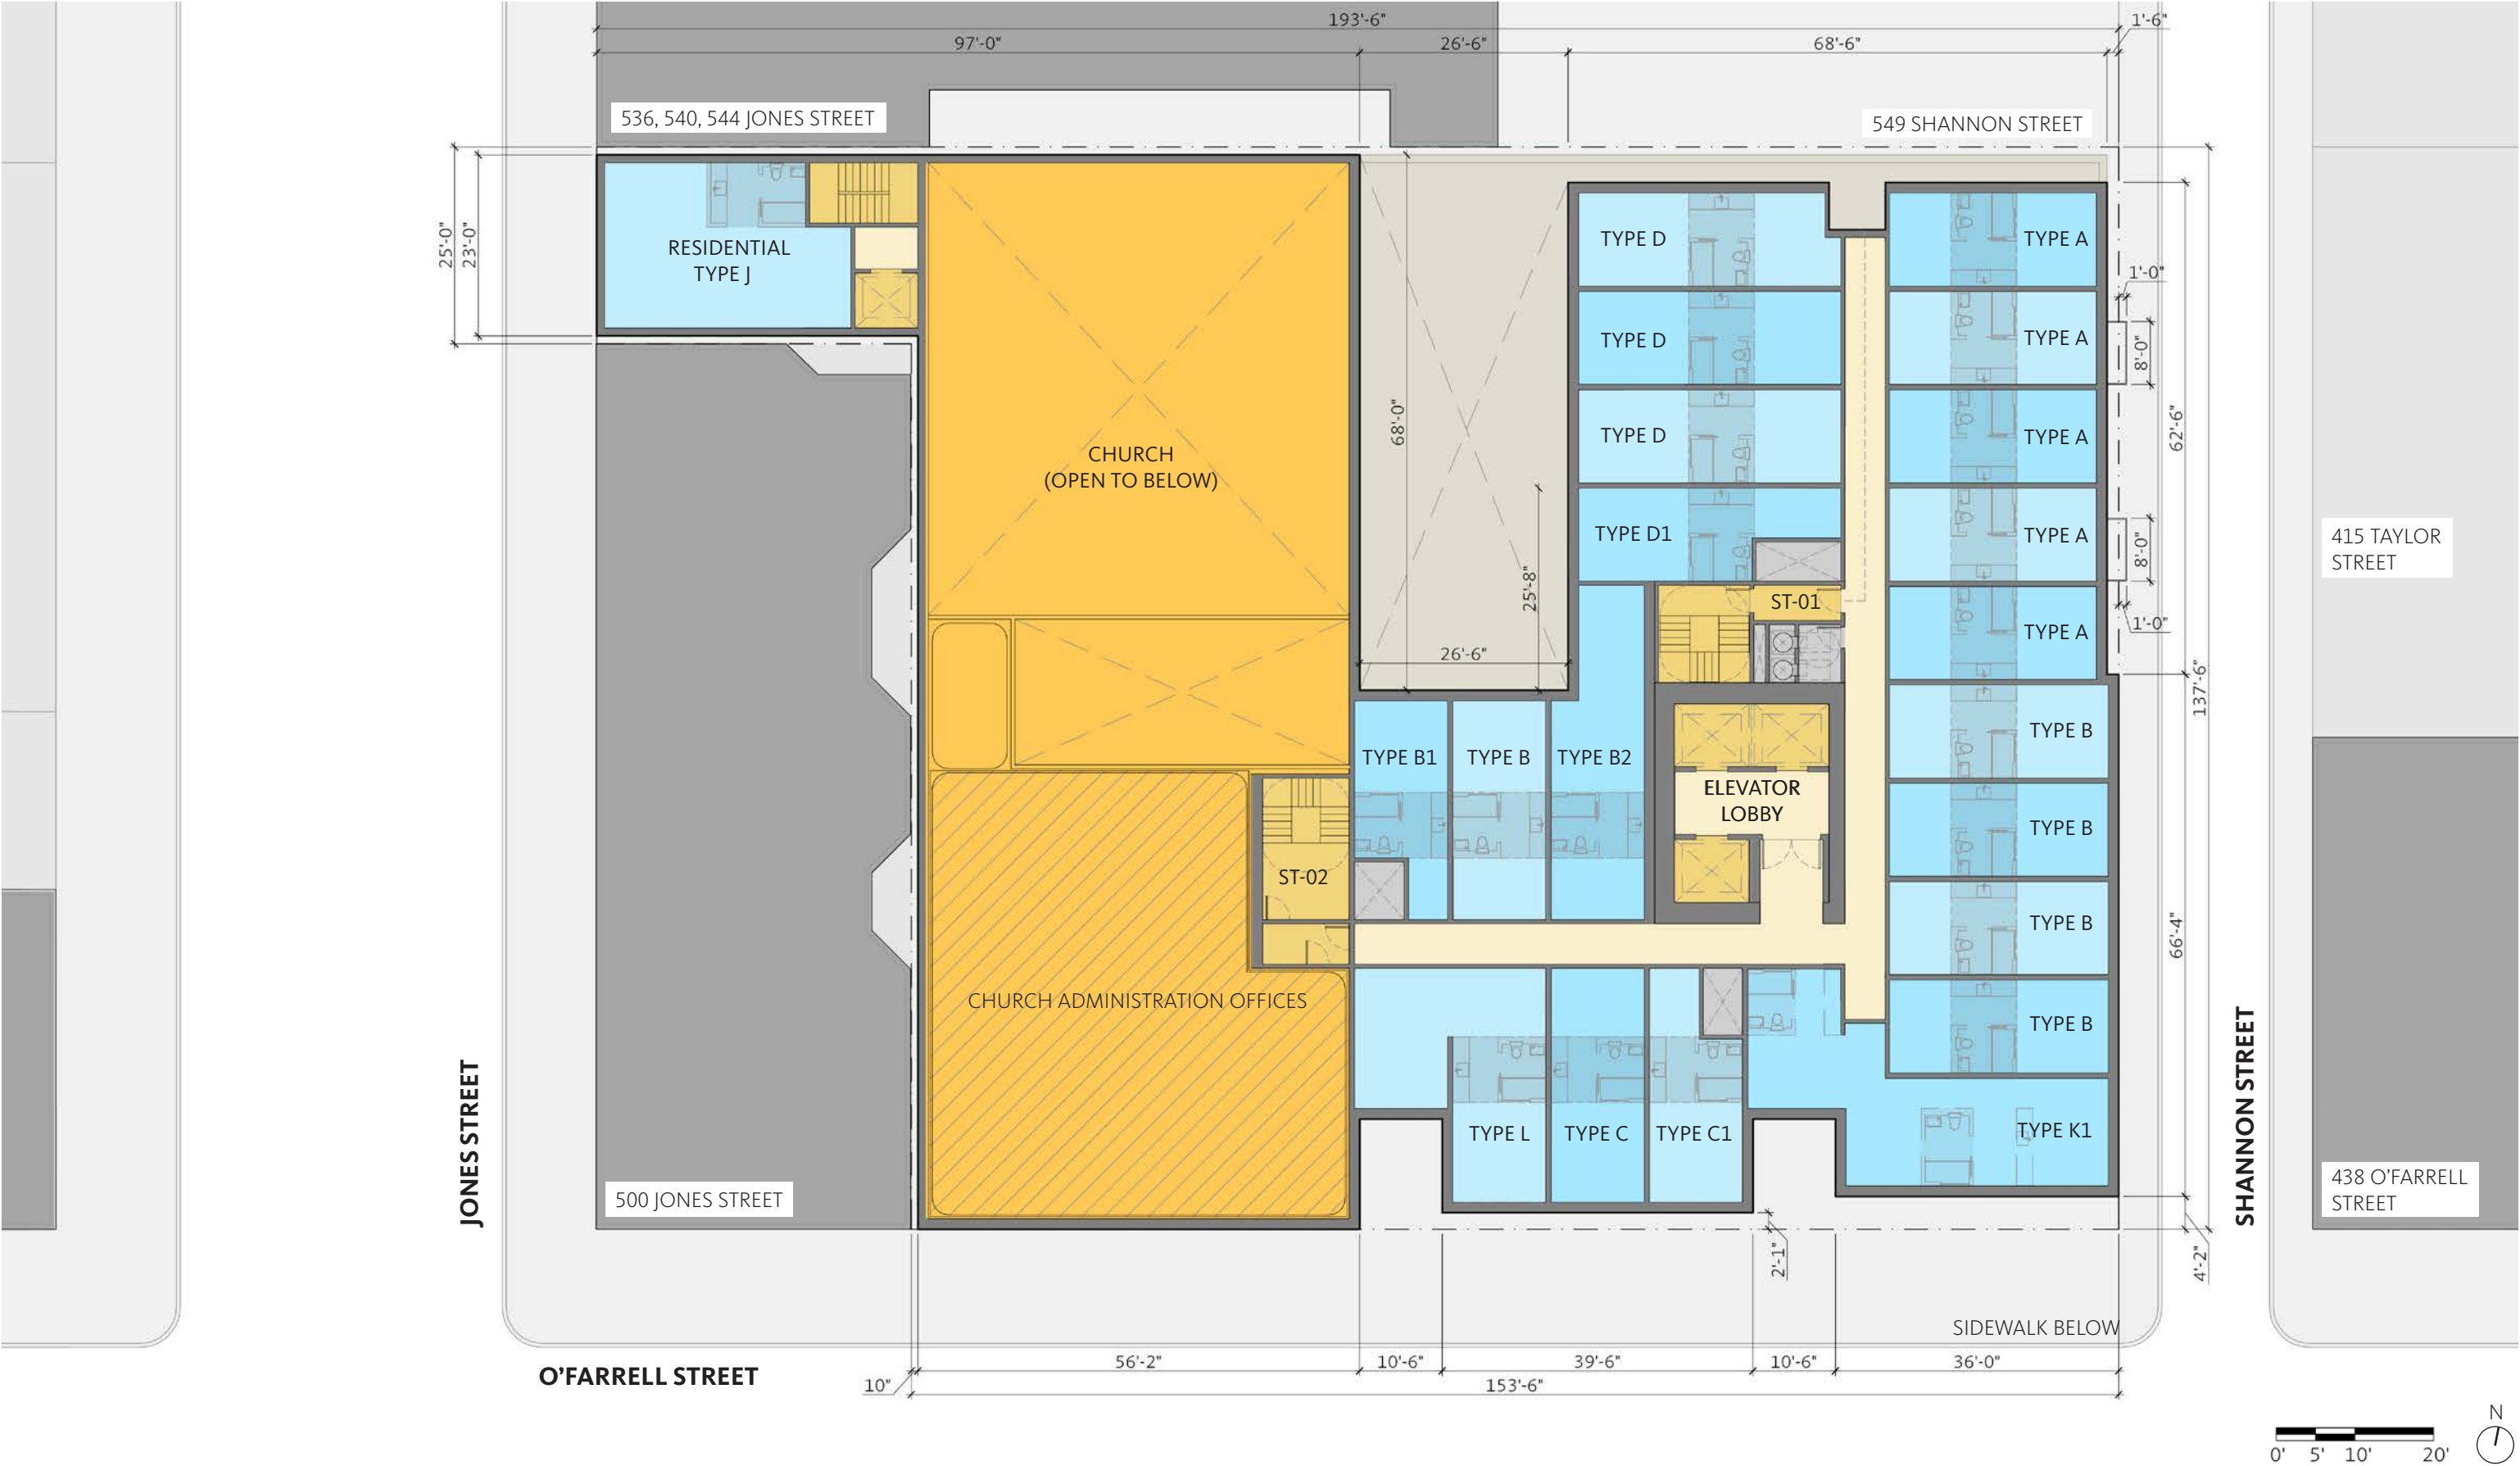 193'-6"
1'-6"
97'-0"
26'-6"
68'-6"
536, 540, 544 JONES STREET
549 SHANNON STREET
25'-0"
23'-0"
RESIDENTIAL
TYPE J
TYPE D
TYPE A
1'-0"
TYPE D
TYPE A
8'-0"
CHURCH
(OPEN TO BELOW)
68'-0"
TYPE D
TYPE A
62'-6"
TYPE D1
TYPE A
8'-0"
415 TAYLOR
STREET
25'-8"
ST-01
TYPE A
1'-0"
26'-6"
137'-6"
TYPE B
TYPE B1
TYPE B
TYPE B2
ELEVATOR
LOBBY
TYPE B
ST-02
TYPE B
66'-4"
CHURCH ADMINISTRATION OFFICES
TYPE B
JONES STREET
SHANNON STREET
TYPE L
TYPE C
TYPE C1
TYPE K1
500 JONES STREET
438 O'FARRELL
STREET
2'-1"
4'-2"
SIDEWALK BELOW
O'FARRELL STREET
56'-2"
10'-6"
39'-6"
10'-6"
36'-0"
10"
153'-6"
N
0' 5' 10' 20'